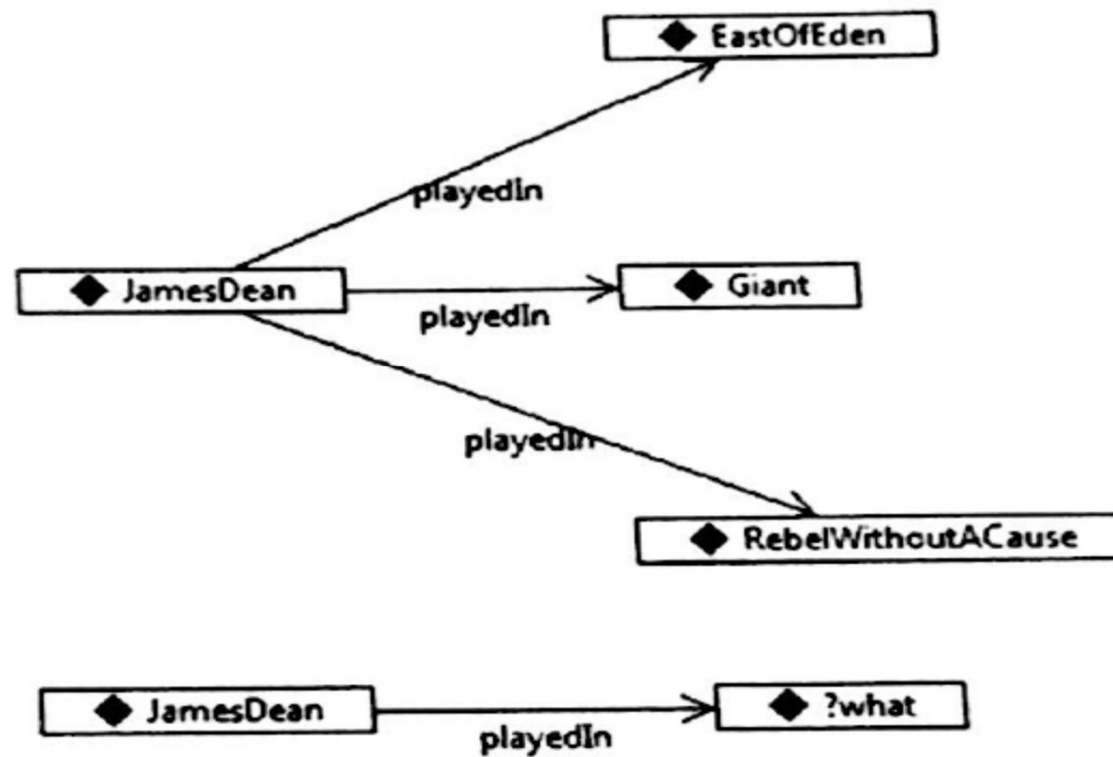 EastOfEden
playedIn
JamesDean
Giant
playedIn
playedIn
RebelWithoutACause
JamesDean
?what
playedIn